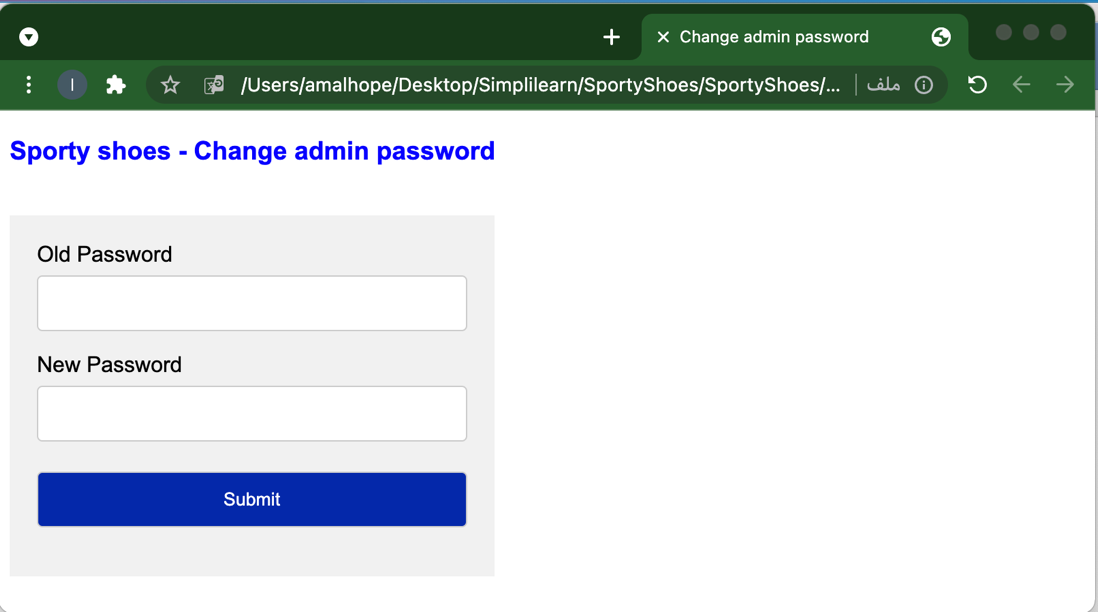 Change admin password
I
/Users/amalhope/Desktop/Simplilearn/SportyShoes/SportyShoes/... ملف
Sporty shoes - Change admin password
Old Password
New Password
Submit